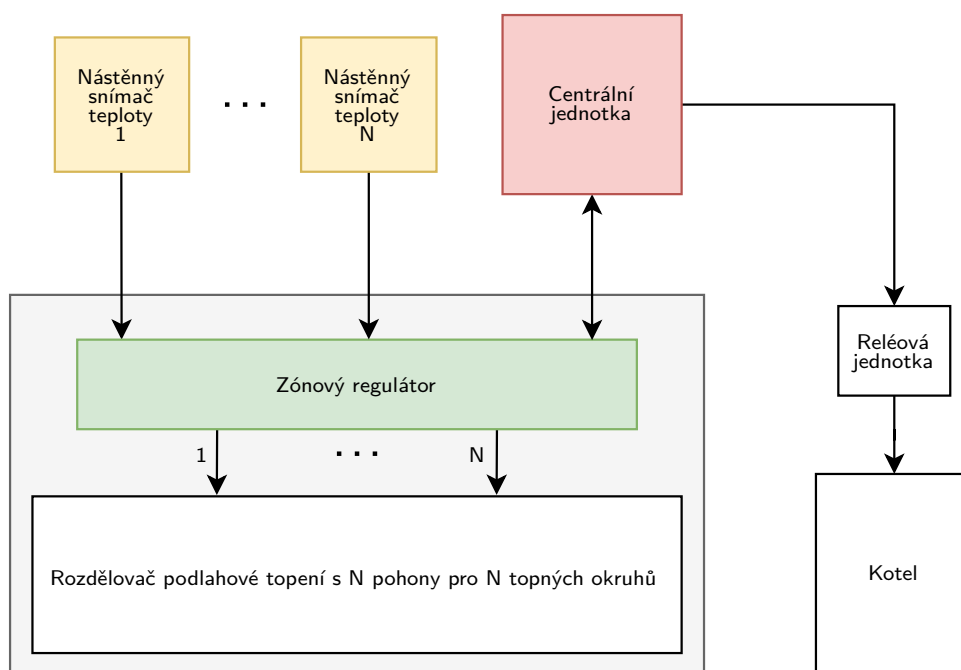 Nástěnný
snímač
teploty
1
. . .
Nástěnný
snímač
teploty
N
Centrální
jednotka
Reléová
jednotka
Zónový regulátor
1
. . .
N
Rozdělovač podlahové topení s N pohony pro N topných okruhů
Kotel